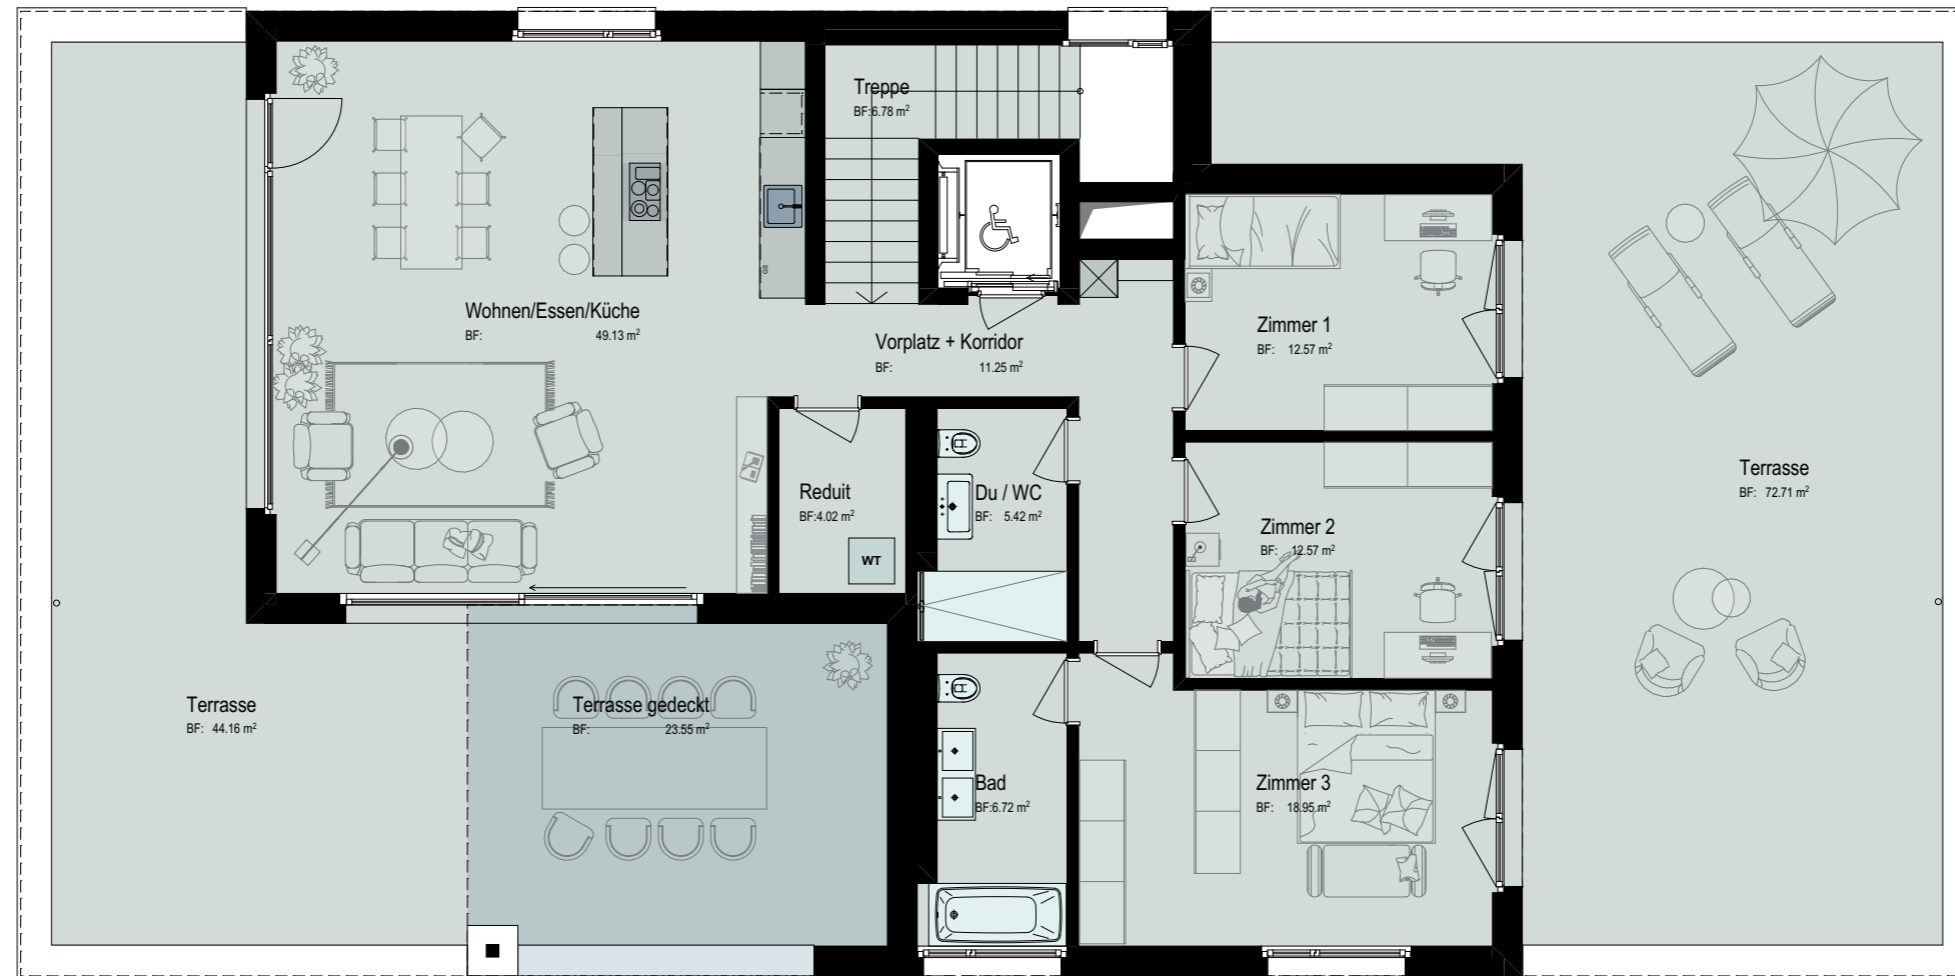 Treppe
BF:6.78 m²
Wohnen/Essen/Küche
BF: 49.13 m²
GS
Vorplatz + Korridor
BF: 11.25 m²
Zimmer 1
BF: 12.57 m²
Terrasse
BF: 72.71 m²
Reduit
BF:4.02 m²
WT
Du / WC
BF: 5.42 m²
Zimmer 2
BF: 12.57 m²
Terrasse
BF: 44.16 m²
Terrasse gedeckt
BF: 23.55 m²
Bad
BF:6.72 m²
Zimmer 3
BF: 18.95 m²